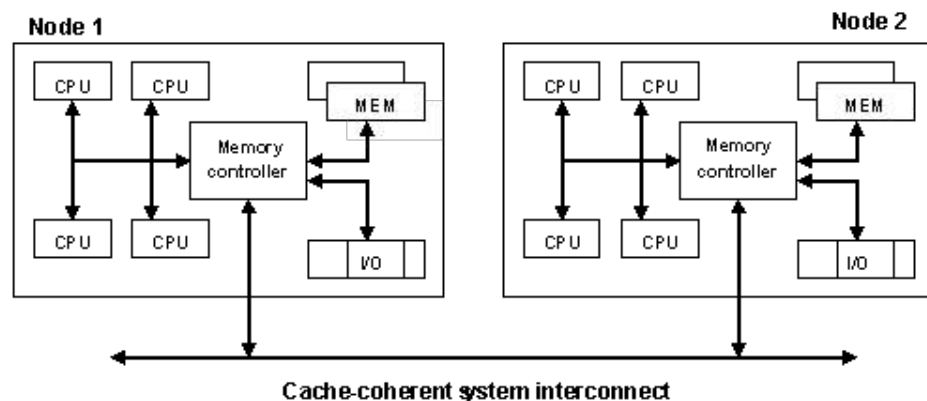 Node 1
Node 2
CPU CPU
MEM
CPU CPU
MEM
Memory
controller
Memory
controller
CPU CPU
I/O
CPU CPU
I/O
Cache-coherent system interconnect